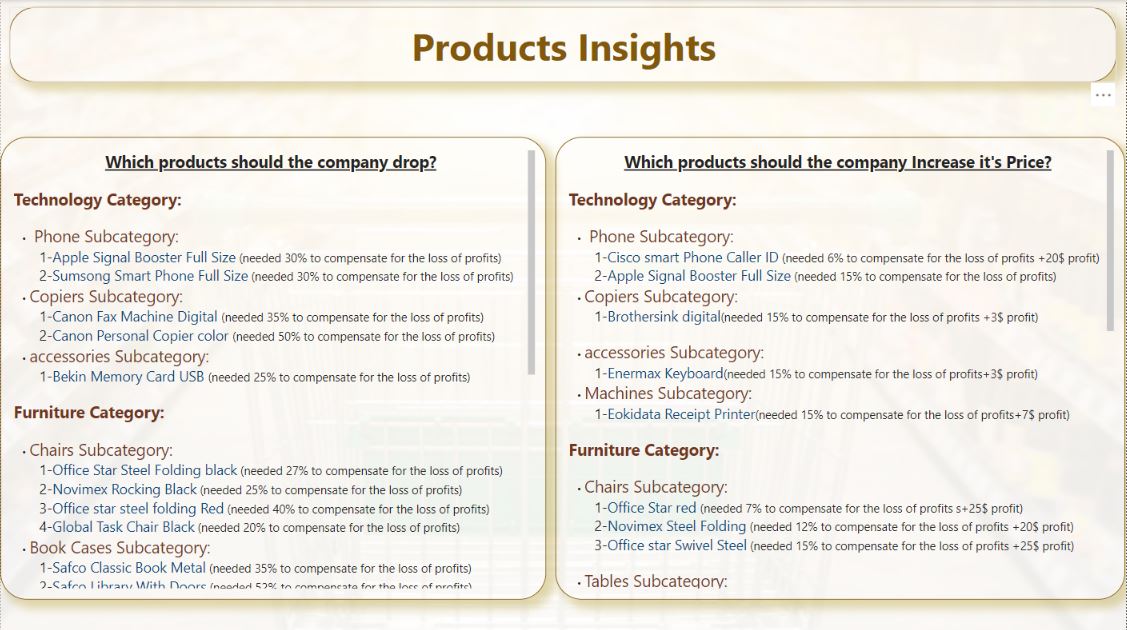 Products Insights
Which products should the company drop?
Technology Category:
· Phone Subcategory:
1-Apple Signal Booster Full Size (needed 30% to compensate for the loss of profits)
2-Sumsong Smart Phone Full Size (needed 30% to compensate for the loss of profits)
· Copiers Subcategory:
1-Canon Fax Machine Digital (needed 35% to compensate for the loss of profits)
2-Canon Personal Copier color (needed 50% to compensate for the loss of profits)
· accessories Subcategory:
1-Bekin Memory Card USB (needed 25% to compensate for the loss of profits)
Furniture Category:
· Chairs Subcategory:
1-Office Star Steel Folding black (needed 27% to compensate for the loss of profits)
2-Novimex Rocking Black (needed 25% to compensate for the loss of profits)
3-Office star steel folding Red (needed 40% to compensate for the loss of profits)
4-Global Task Chair Black (needed 20% to compensate for the loss of profits)
· Book Cases Subcategory:
1-Safco Classic Book Metal (needed 35% to compensate for the loss of profits)
2-Safco Library With Doors (needed 52% to compensate for the loss of profits)
Which products should the company Increase it's Price?
Technology Category:
· Phone Subcategory:
1-Cisco smart Phone Caller ID (needed 6% to compensate for the loss of profits +20$ profit)
2-Apple Signal Booster Full Size (needed 15% to compensate for the loss of profits)
· Copiers Subcategory:
1-Brothersink digital(needed 15% to compensate for the loss of profits +3$ profit)
· accessories Subcategory:
1-Enermax Keyboard(needed 15% to compensate for the loss of profits+3$ profit)
· Machines Subcategory:
1-Eokidata Receipt Printer(needed 15% to compensate for the loss of profits+7$ profit)
Furniture Category:
· Chairs Subcategory:
1-Office Star red (needed 7% to compensate for the loss of profits s+25$ profit)
2-Novimex Steel Folding (needed 12% to compensate for the loss of profits +20$ profit)
3-Office star Swivel Steel (needed 15% to compensate for the loss of profits +25$ profit)
· Tables Subcategory: